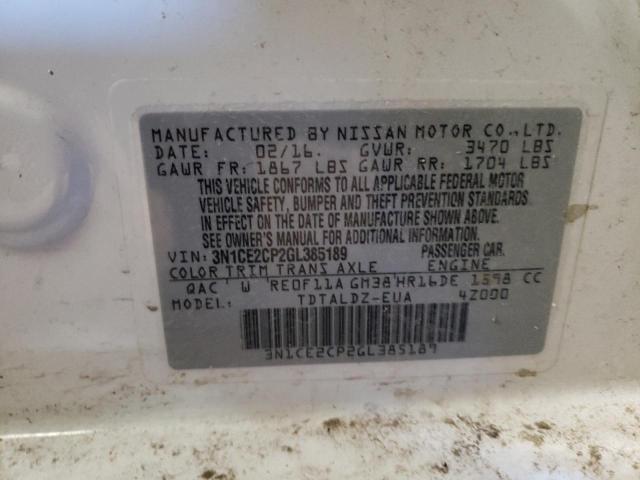 MANUFACTURED BY NISSAN MOTOR CO.,LTD.
DATE: 02/16. GVWR: 3470 LBS
GAWR FR: 1867 LBS GAWR RR: 1704 LBS
THIS VEHICLE CONFORMS TO ALL APPLICABLE FEDERAL MOTOR
VEHICLE SAFETY, BUMPER AND THEFT PREVENTION STANDARDS
IN EFFECT ON THE DATE OF MANUFACTURE SHOWN ABOVE.
SEE OWNER'S MANUAL FOR ADDITIONAL INFORMATION.
VIN: 3N1CE2CP2GL385189 PASSENGER CAR.
COLOR TRIM TRANS AXLE ENGINE
QAC' W 'RE0F11A GM38'HR16DE 1598 CC
MODEL: TDTALDZ-EUA 4Z000
3N1CE2CP2GL385189